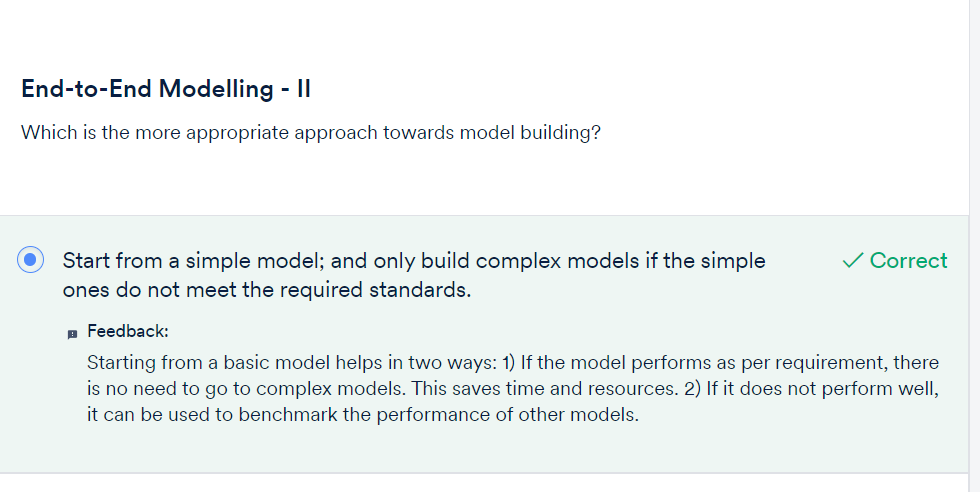 End-to-End Modelling - II
Which is the more appropriate approach towards model building?
Start from a simple model; and only build complex models if the simple
ones do not meet the required standards.
Correct
Feedback:
Starting from a basic model helps in two ways: 1) If the model performs as per requirement, there
is no need to go to complex models. This saves time and resources. 2) If it does not perform well,
it can be used to benchmark the performance of other models.